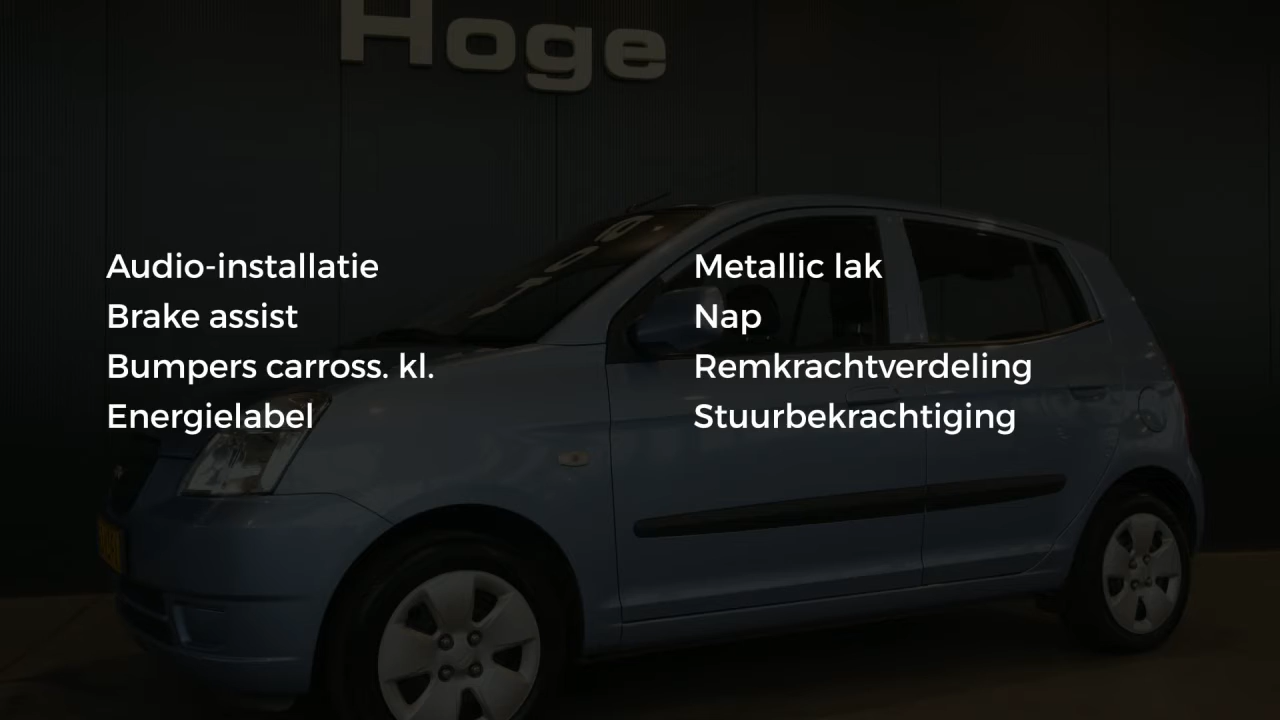 Hoge
Audio-installatie
Brake assist
Bumpers carross. kl.
Energielabel
Metallic lak
Nap
Remkrachtverdeling
Stuurbekrachtiging